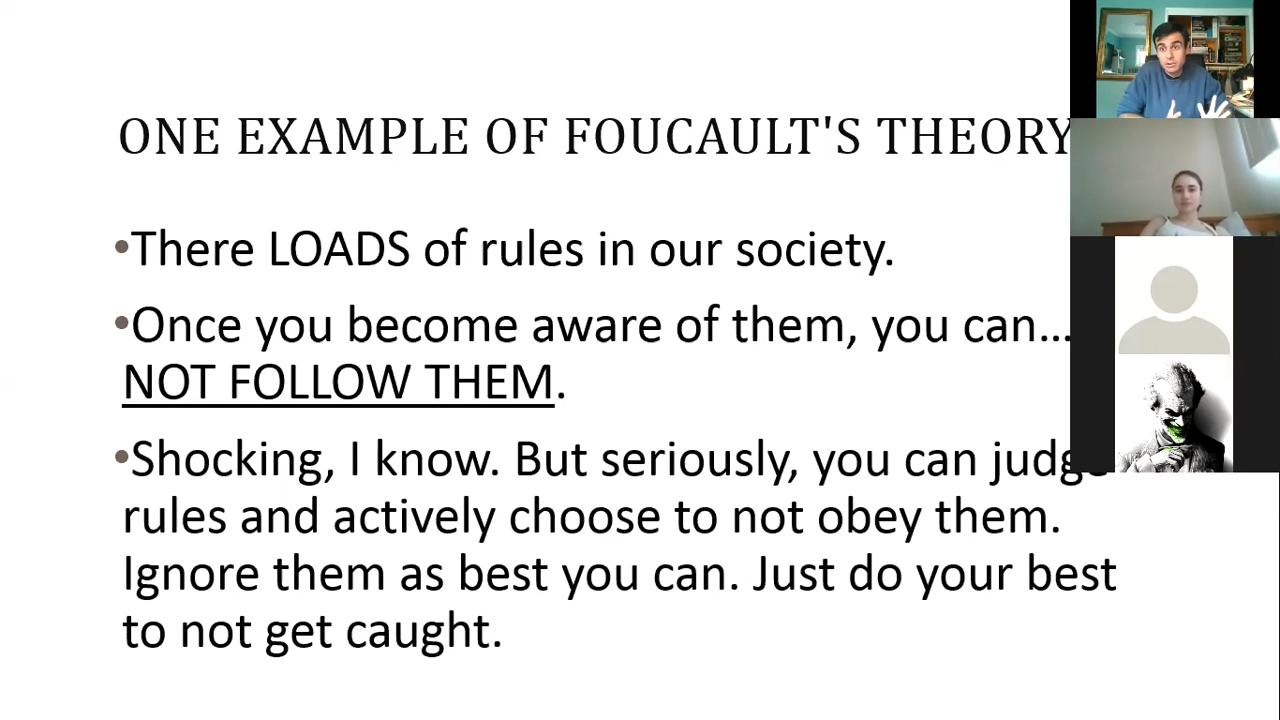 ONE EXAMPLE OF FOUCAULT'S THEORY
•There LOADS of rules in our society.
•Once you become aware of them, you can…
NOT FOLLOW THEM.
•Shocking, I know. But seriously, you can judge
rules and actively choose to not obey them.
Ignore them as best you can. Just do your best
to not get caught.